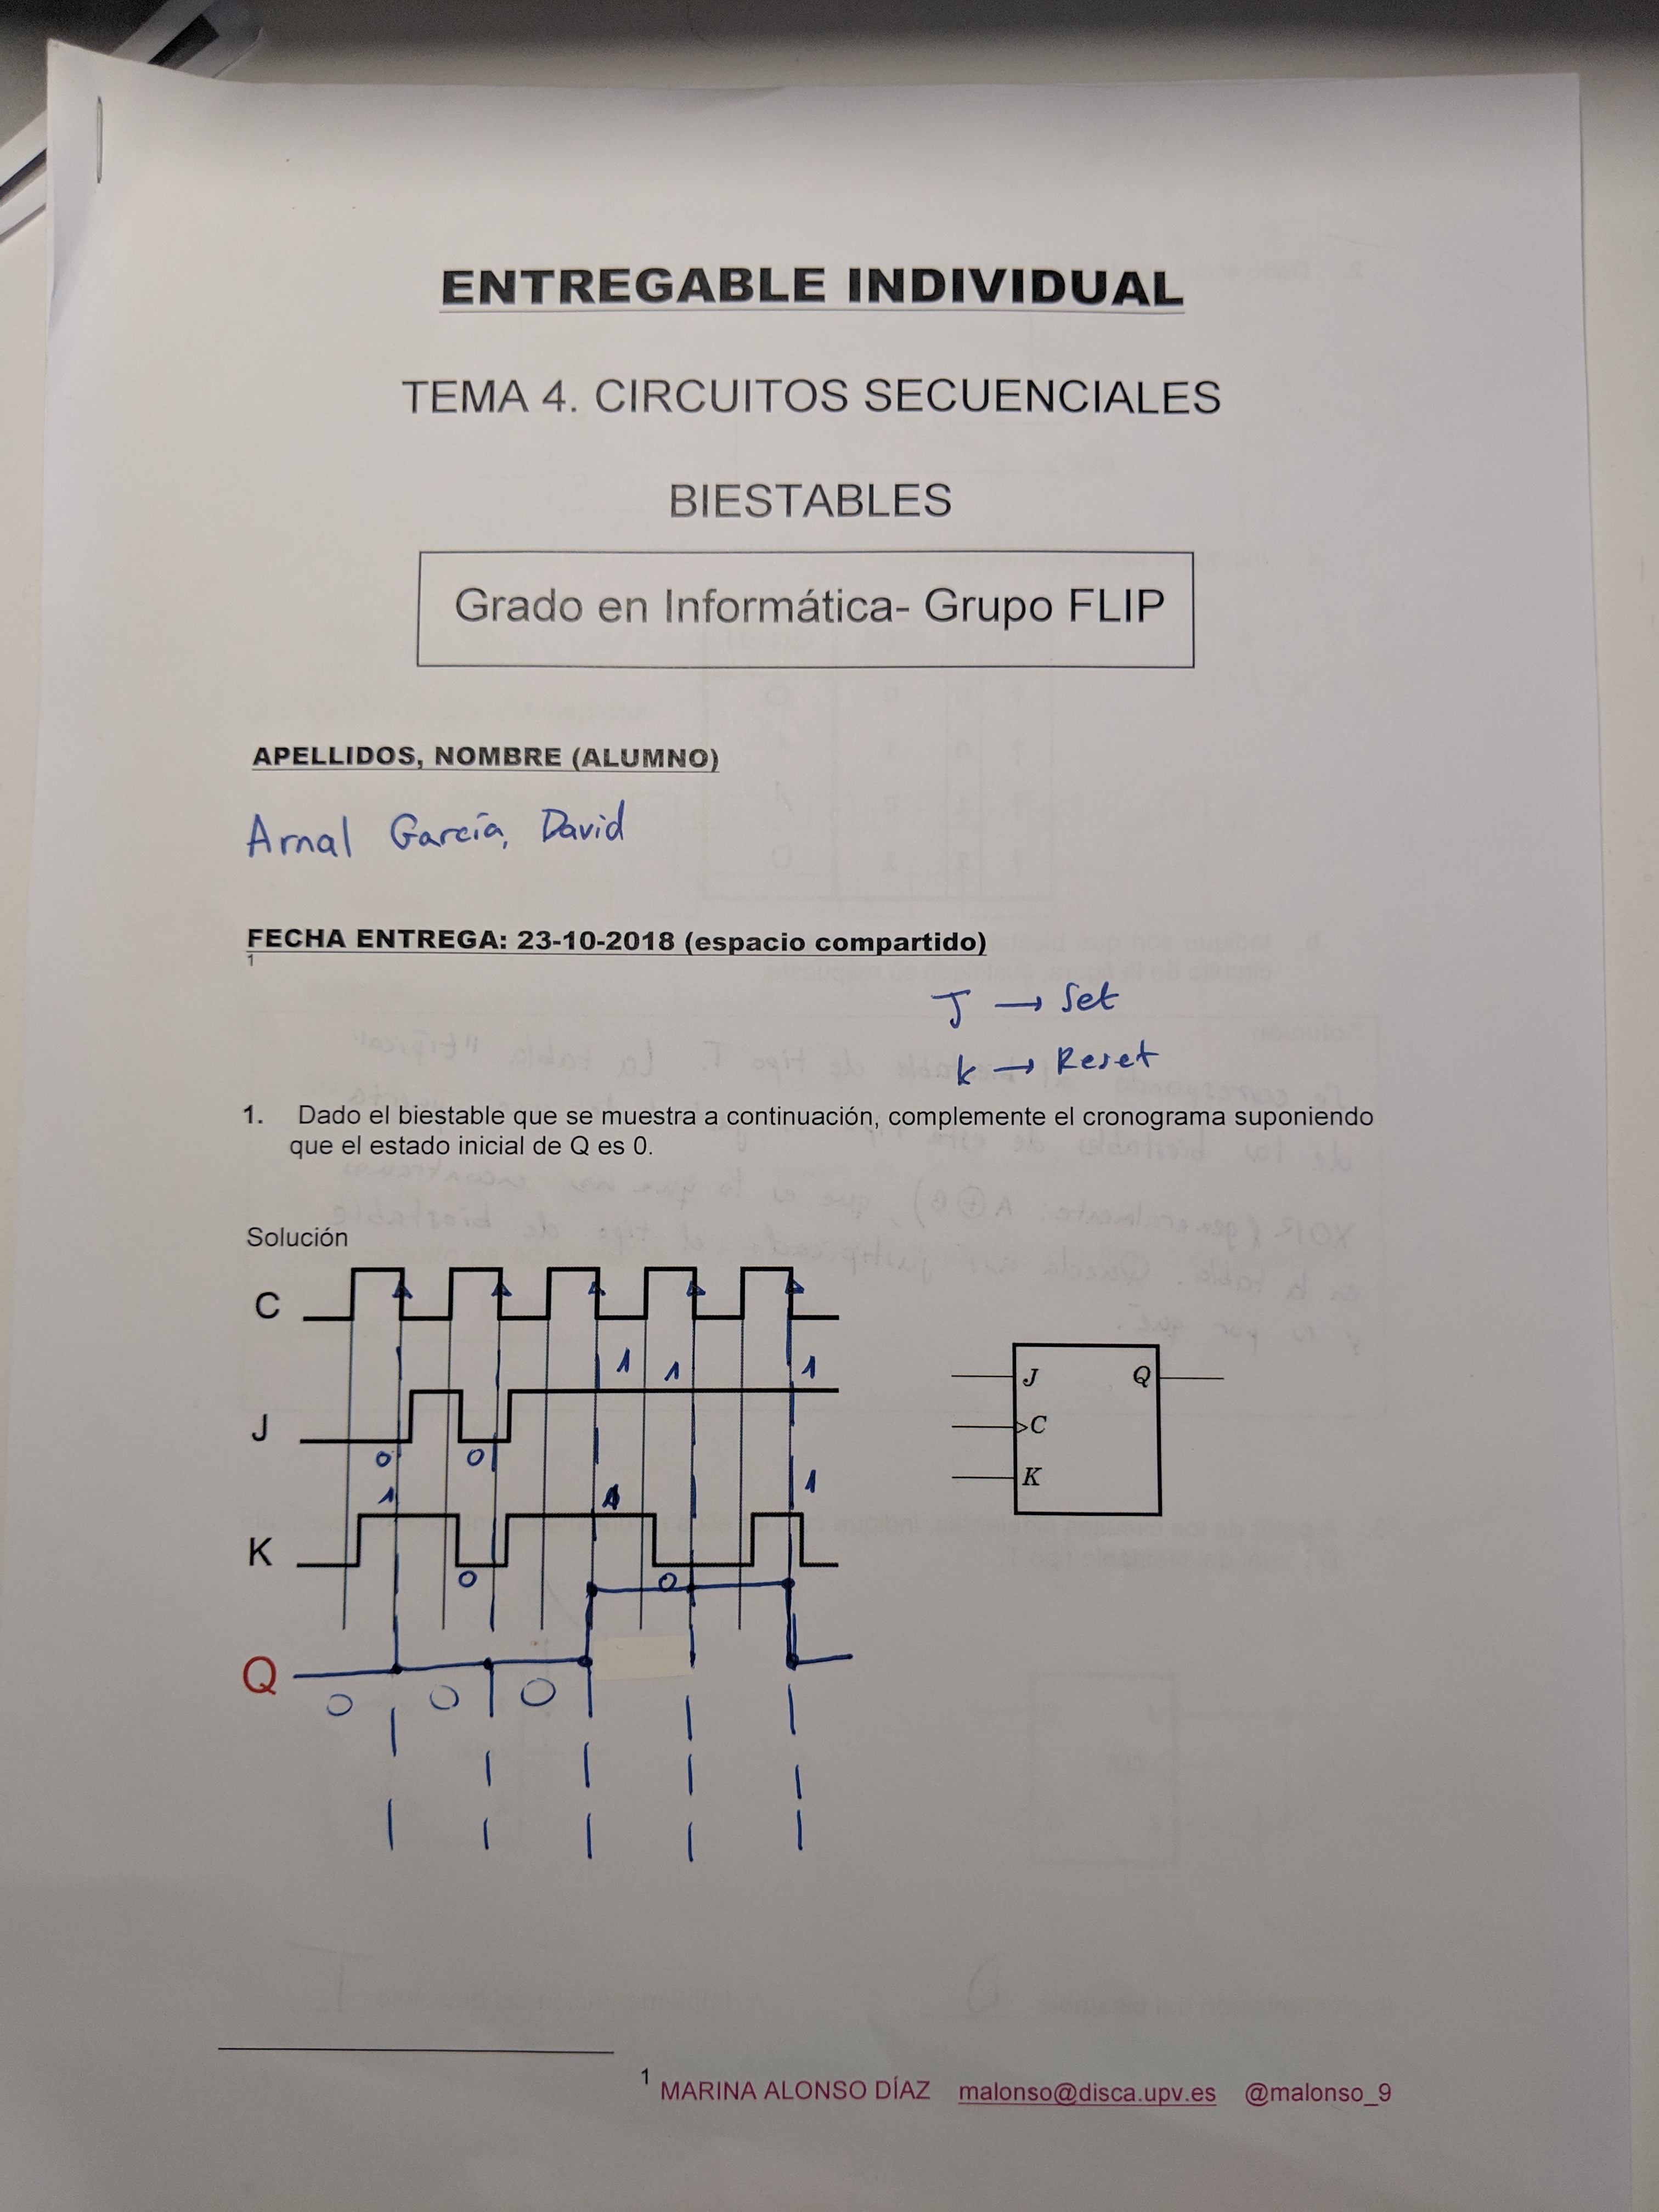 ENTREGABLE INDIVIDUAL
TEMA 4. CIRCUITOS SECUENCIALES
BIESTABLES
Grado en Informática- Grupo FLIP
APELLIDOS, NOMBRE (ALUMNO)
Arnal García, David
FECHA ENTREGA: 23-10-2018 (espacio compartido)
1
J → Set
K → Reset
1. Dado el biestable que se muestra a continuación, complemente el cronograma suponiendo
que el estado inicial de Q es 0.
Solución
C
1 1 1
J
0 0
J Q
C
K
1 1 1
K
0 0
Q
0 0 0
1 MARINA ALONSO DÍAZ malonso@disca.upv.es @malonso_9